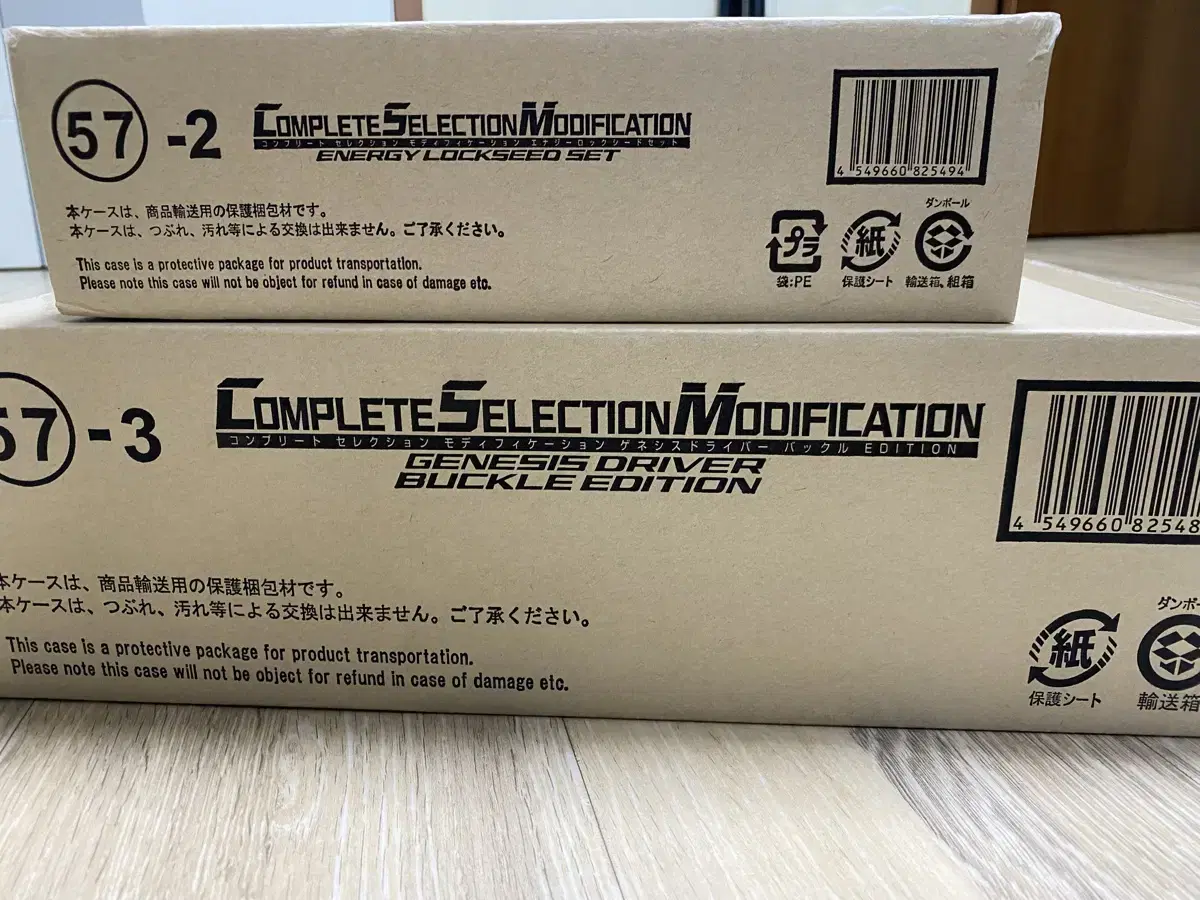 57 -2
COMPLETE SELECTION MODIFICATION
コンプリート セレクション モディフィケーション エナジーロックシードセット
ENERGY LOCKSEED SET
4 549660 825494
本ケースは、商品輸送用の保護梱包材です。
本ケースは、つぶれ、汚れ等による交換は出来ません。ご了承ください。
This case is a protective package for product transportation.
Please note this case will not be object for refund in case of damage etc.
ダンボール
プラ
紙
袋:PE
保護シート
輸送箱、組箱
57 -3
COMPLETE SELECTION MODIFICATION
コンプリート セレクション モディフィケーション ゲネシスドライバー バックル EDITION
GENESIS DRIVER
BUCKLE EDITION
4 549660 82548
本ケースは、商品輸送用の保護梱包材です。
本ケースは、つぶれ、汚れ等による交換は出来ません。ご了承ください。
This case is a protective package for product transportation.
Please note this case will not be object for refund in case of damage etc.
ダンボー
紙
保護シート
輸送箱